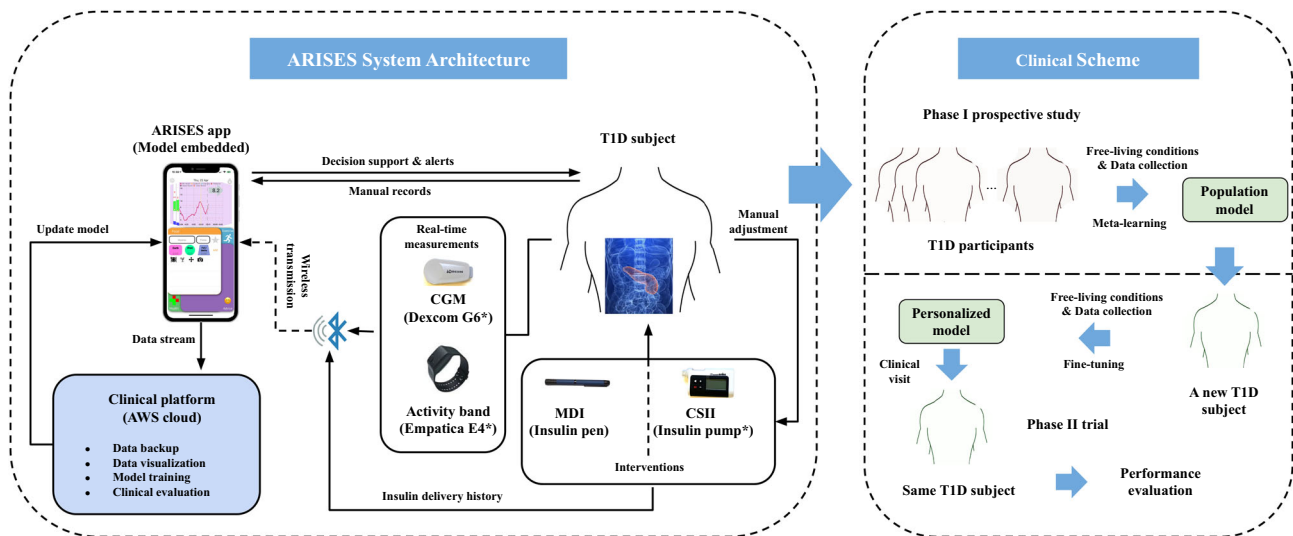 ARISES System Architecture
ARISES app
(Model embedded)
T1D subject
Decision support & alerts
Manual records
Update model
Wireless
transmission
Real-time
measurements
CGM
(Dexcom G6*)
Activity band
(Empatica E4*)
Manual
adjustment
Data stream
Clinical platform
(AWS cloud)
• Data backup
• Data visualization
• Model training
• Clinical evaluation
MDI
(Insulin pen)
CSII
(Insulin pump*)
Interventions
Insulin delivery history
Clinical Scheme
Phase I prospective study
...
T1D participants
Free-living conditions
& Data collection
Meta-learning
Population
model
Personalized
model
Free-living conditions
& Data collection
Fine-tuning
Clinical
visit
A new T1D
subject
Phase II trial
Same T1D subject
Performance
evaluation